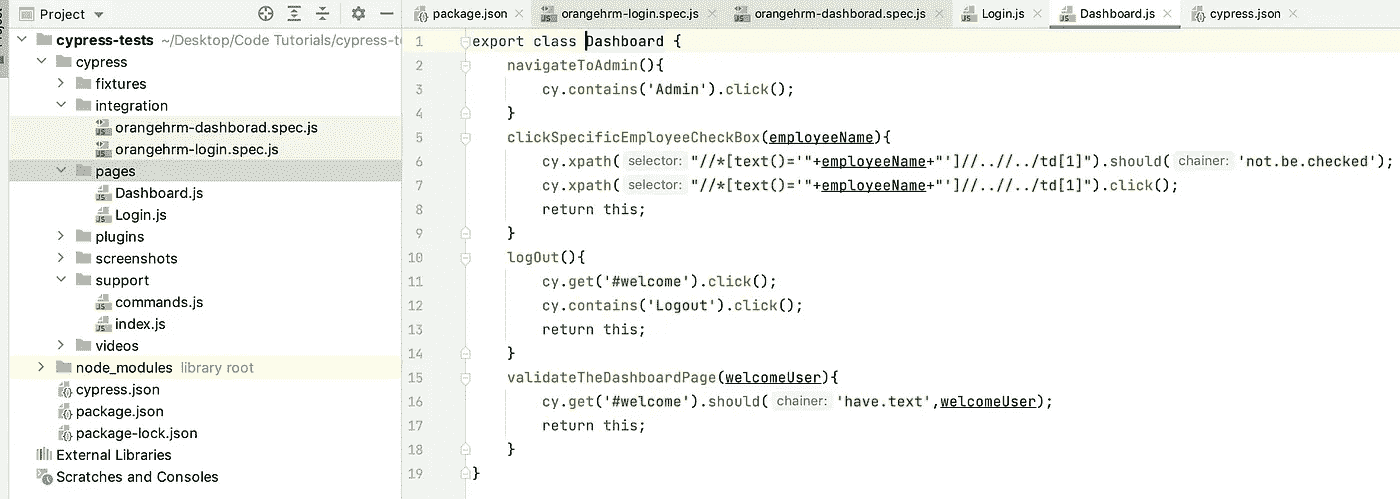 Project
cypress-tests ~/Desktop/Code Tutorials/cypress-t
cypress
fixtures
integration
orangehrm-dashborad.spec.js
orangehrm-login.spec.js
pages
Dashboard.js
Login.js
plugins
screenshots
support
commands.js
index.js
videos
node_modules library root
cypress.json
package.json
package-lock.json
External Libraries
Scratches and Consoles
package.json orangehrm-login.spec.js orangehrm-dashborad.spec.js Login.js Dashboard.js cypress.json
1 export class Dashboard {
2 navigateToAdmin(){
3 cy.contains('Admin').click();
4 }
5 clickSpecificEmployeeCheckBox(employeeName){
6 cy.xpath( selector: "//*[text()='"+employeeName+"']//..//../td[1]").should( chainer: 'not.be.checked');
7 cy.xpath( selector: "//*[text()='"+employeeName+"']//..//../td[1]").click();
8 return this;
9 }
10 logOut(){
11 cy.get('#welcome').click();
12 cy.contains('Logout').click();
13 return this;
14 }
15 validateTheDashboardPage(welcomeUser){
16 cy.get('#welcome').should( chainer: 'have.text',welcomeUser);
17 return this;
18 }
19 }